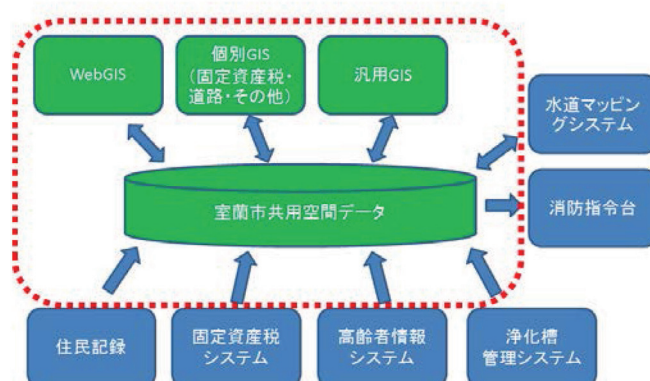 WebGIS
個別GIS
(固定資産税・
道路・その他)
汎用GIS
水道マッピン
グシステム
室蘭市共用空間データ
消防指令台
住民記録
固定資産税
システム
高齢者情報
システム
浄化槽
管理システム